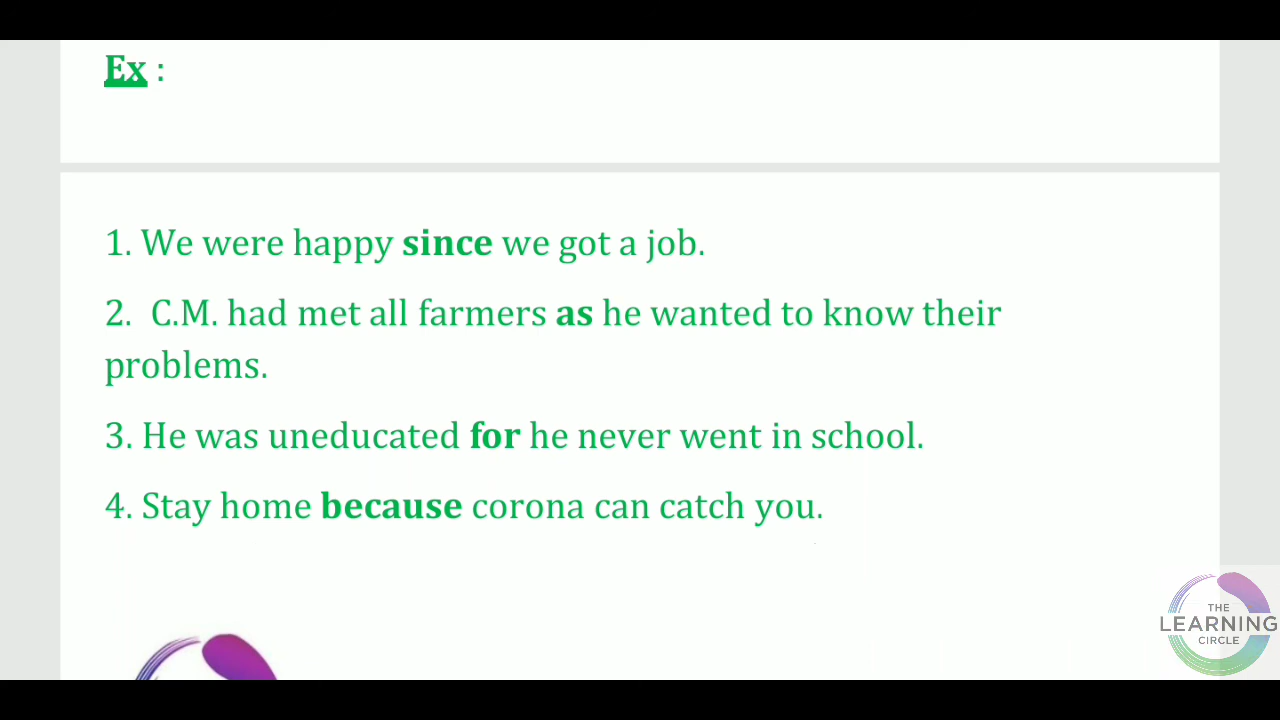 Ex :
1. We were happy since we got a job.
2. C.M. had met all farmers as he wanted to know their
problems.
3. He was uneducated for he never went in school.
4. Stay home because corona can catch you.
THE
LEARNING
CIRCLE